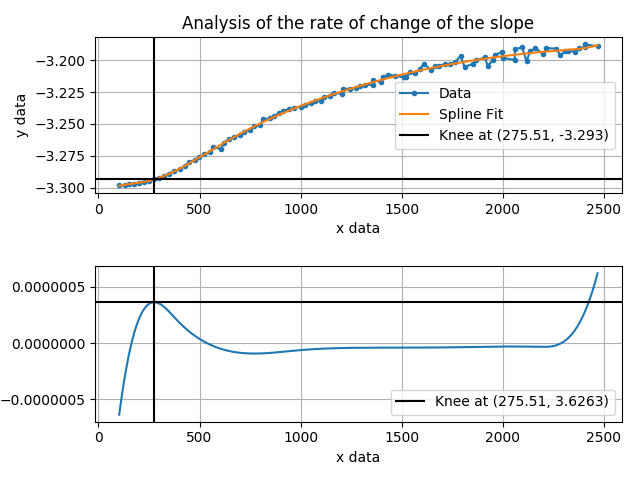 Analysis of the rate of change of the slope
−3.200
−3.225
−3.250
−3.275
−3.300
y data
Data
Spline Fit
Knee at (275.51, -3.293)
0 500 1000 1500 2000 2500
x data
0.0000005
0.0000000
−0.0000005
Knee at (275.51, 3.6263)
0 500 1000 1500 2000 2500
x data